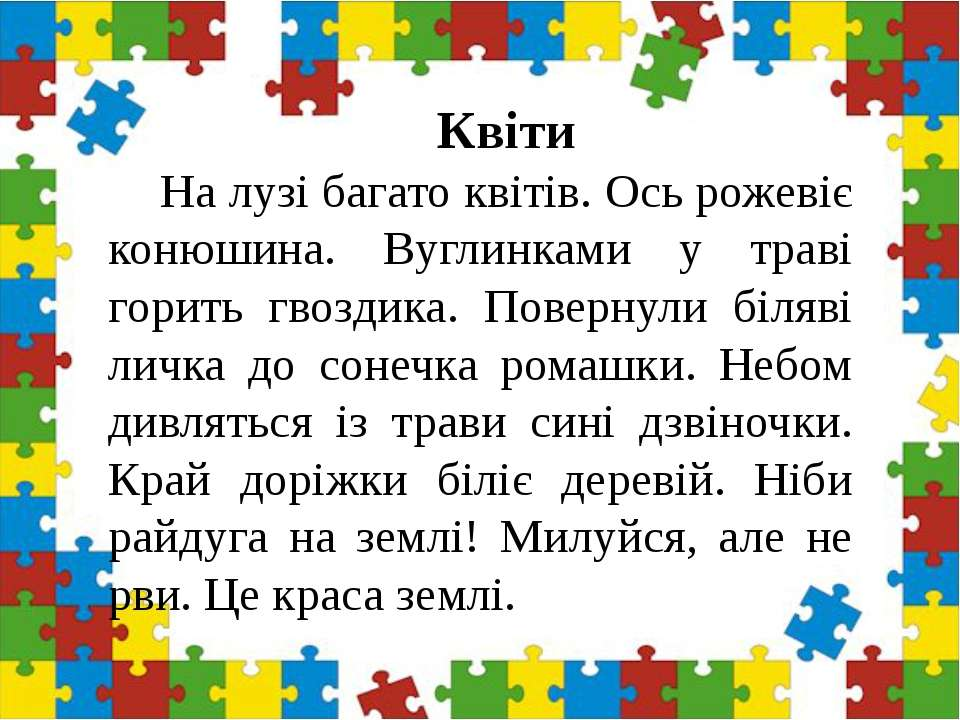 Квіти
На лузі багато квітів. Ось рожевіє
конюшина. Вуглинками у траві
горить гвоздика. Повернули біляві
личка до сонечка ромашки. Небом
дивляться із трави сині дзвіночки.
Край доріжки біліє деревій. Ніби
райдуга на землі! Милуйся, але не
рви. Це краса землі.